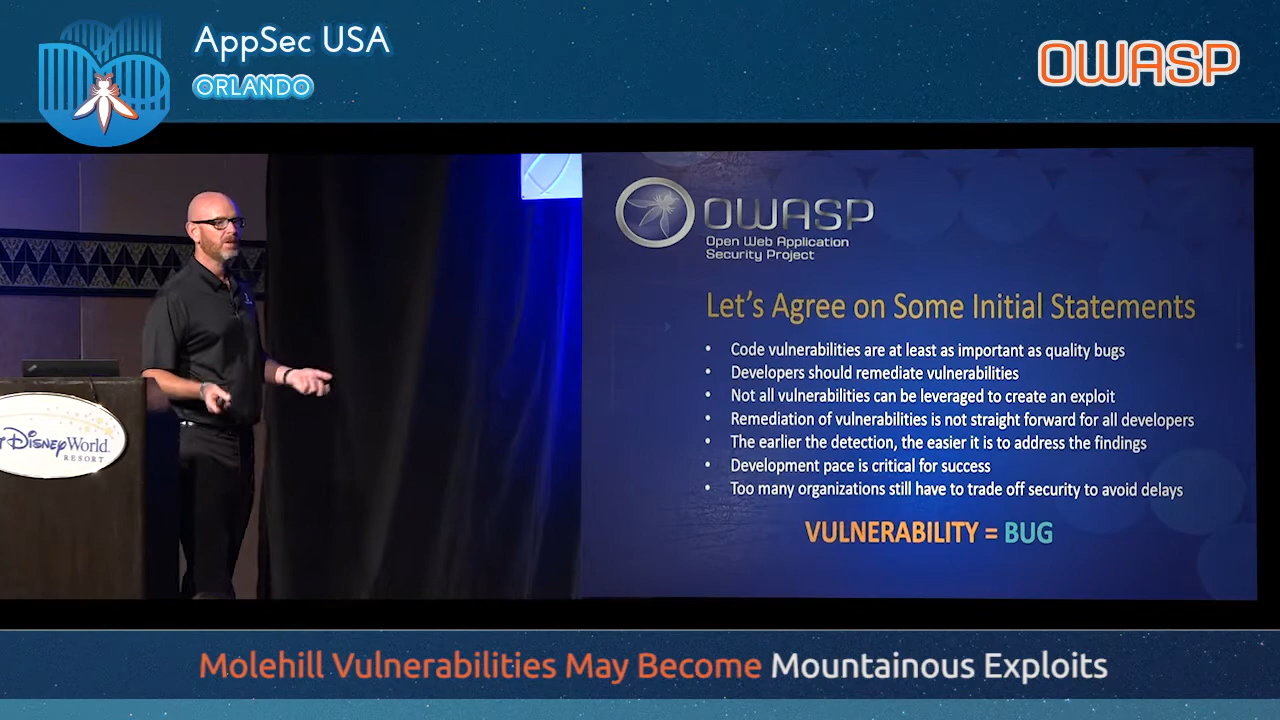 AppSec USA
ORLANDO
OWASP
OWASP
Open Web Application
Security Project
Let's Agree on Some Initial Statements
• Code vulnerabilities are at least as important as quality bugs
• Developers should remediate vulnerabilities
• Not all vulnerabilities can be leveraged to create an exploit
• Remediation of vulnerabilities is not straight forward for all developers
• The earlier the detection, the easier it is to address the findings
• Development pace is critical for success
• Too many organizations still have to trade off security to avoid delays
VULNERABILITY = BUG
Disney World
RESORT
Molehill Vulnerabilities May Become Mountainous Exploits